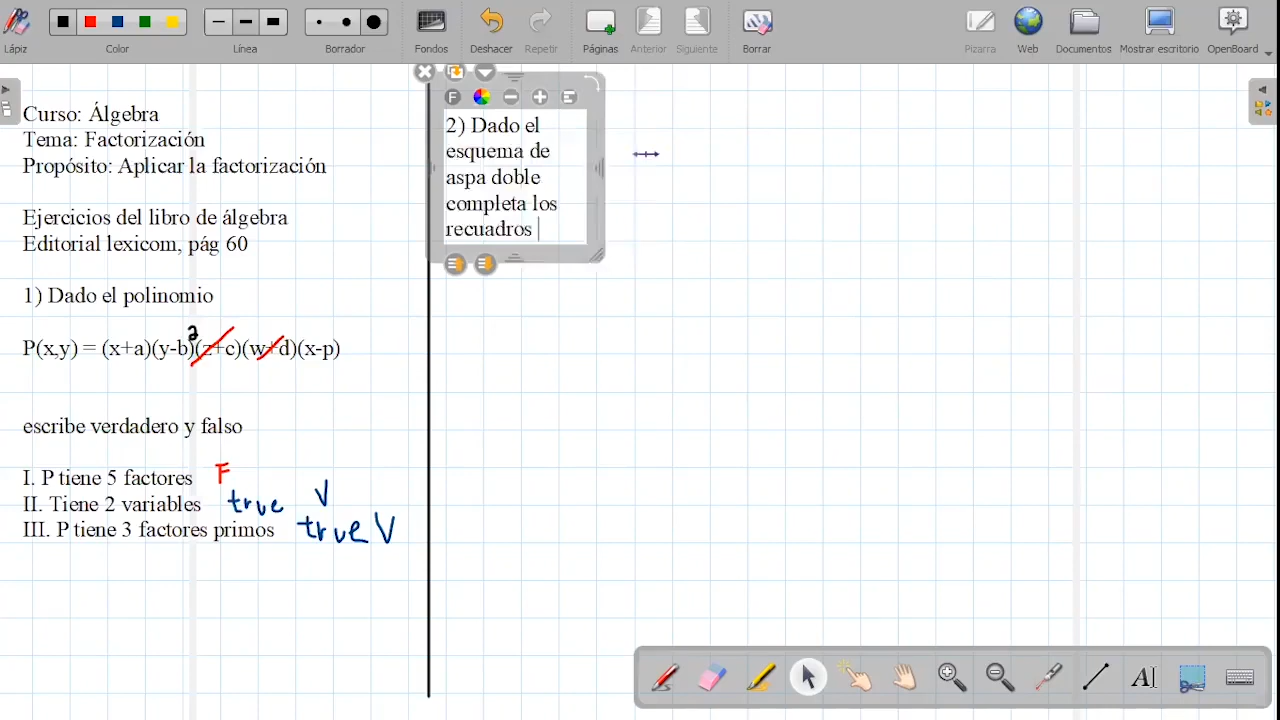 Lápiz
Color
Línea
Borrador
Fondos
Deshacer
Repetir
Páginas
Anterior
Siguiente
Borrar
Pizarra
Web
Documentos
Mostrar escritorio
OpenBoard
Curso: Álgebra
Tema: Factorización
Propósito: Aplicar la factorización
Ejercicios del libro de álgebra
Editorial lexicom, pág 60
1) Dado el polinomio
2
P(x,y) = (x+a)(y-b)(z+c)(w+d)(x-p)
escribe verdadero y falso
I. P tiene 5 factores F
II. Tiene 2 variables true V
III. P tiene 3 factores primos true V
F
2) Dado el
esquema de
aspa doble
completa los
recuadros
A